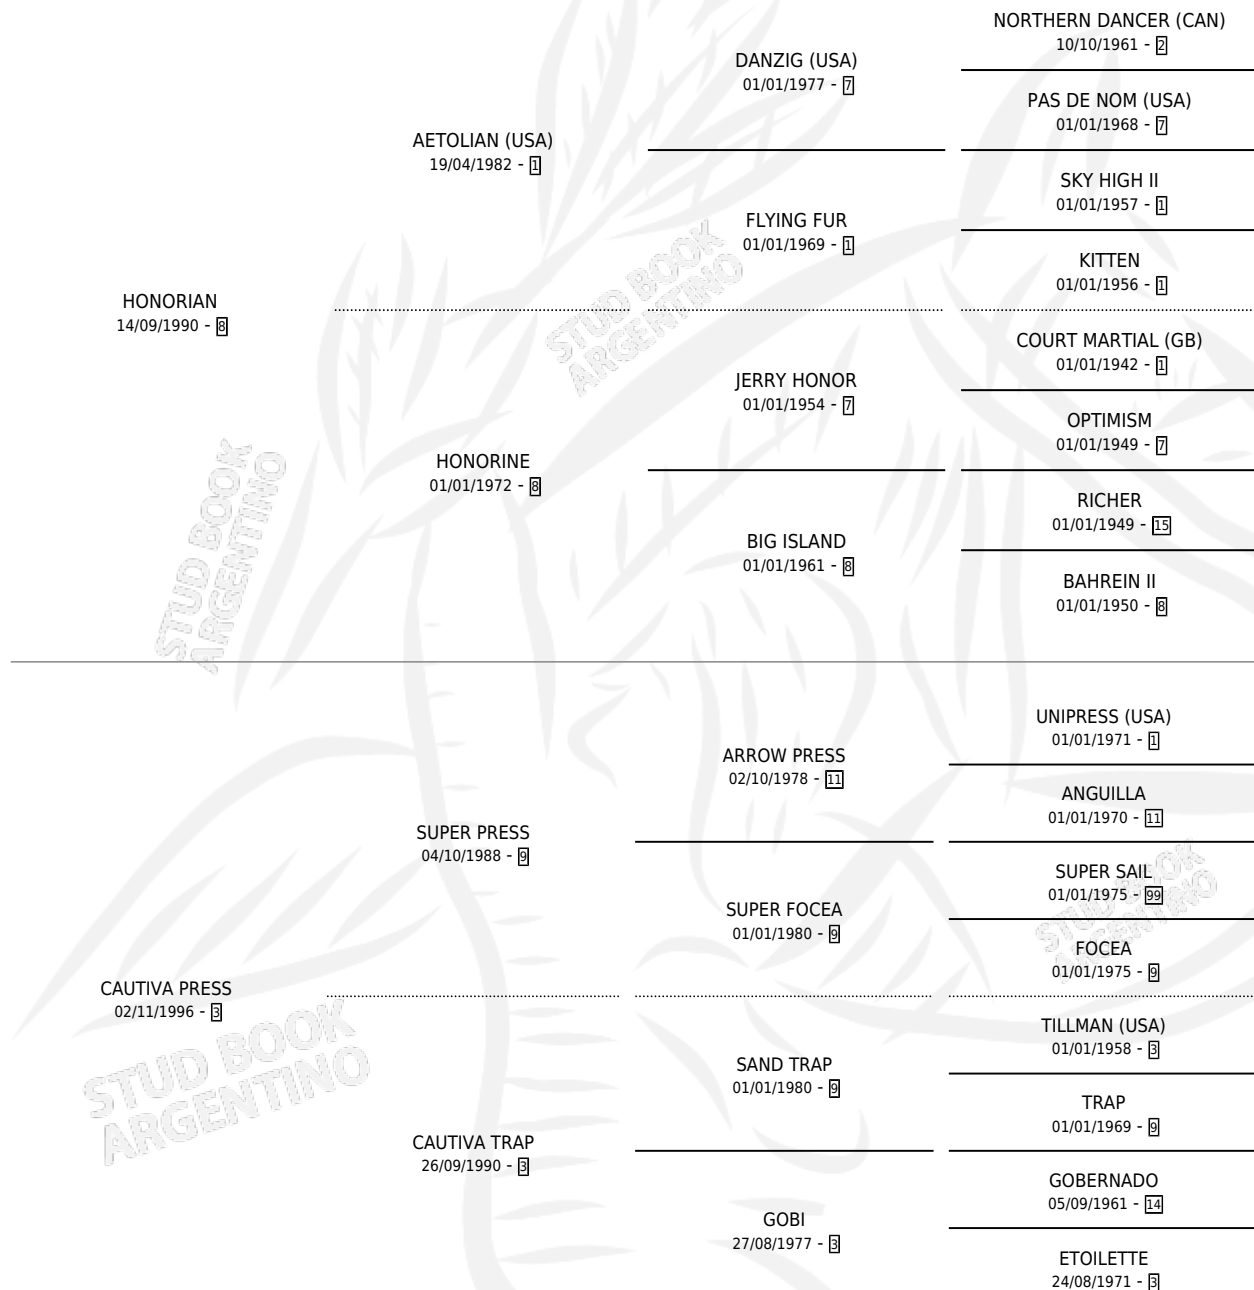 NORTHERN DANCER (CAN)
10/10/1961 - 2
DANZIG (USA)
01/01/1977 - 7
PAS DE NOM (USA)
01/01/1968 - 7
AETOLIAN (USA)
19/04/1982 - 1
SKY HIGH II
01/01/1957 - 1
FLYING FUR
01/01/1969 - 1
KITTEN
01/01/1956 - 1
HONORIAN
14/09/1990 - 8
COURT MARTIAL (GB)
01/01/1942 - 1
JERRY HONOR
01/01/1954 - 7
OPTIMISM
01/01/1949 - 7
HONORINE
01/01/1972 - 8
RICHER
01/01/1949 - 15
BIG ISLAND
01/01/1961 - 8
BAHREIN II
01/01/1950 - 8
UNIPRESS (USA)
01/01/1971 - 1
ARROW PRESS
02/10/1978 - 11
ANGUILLA
01/01/1970 - 11
SUPER PRESS
04/10/1988 - 9
SUPER SAIL
01/01/1975 - 99
SUPER FOCEA
01/01/1980 - 9
FOCEA
01/01/1975 - 9
CAUTIVA PRESS
02/11/1996 - 3
TILLMAN (USA)
01/01/1958 - 3
SAND TRAP
01/01/1980 - 9
TRAP
01/01/1969 - 9
CAUTIVA TRAP
26/09/1990 - 3
GOBERNADO
05/09/1961 - 14
GOBI
27/08/1977 - 3
ETOILETTE
24/08/1971 - 3
STUD BOOK
ARGENTINO
STUD BOOK
ARGENTINO
STUD BOOK
ARGENTINO
STUD BOOK
ARGENTINO